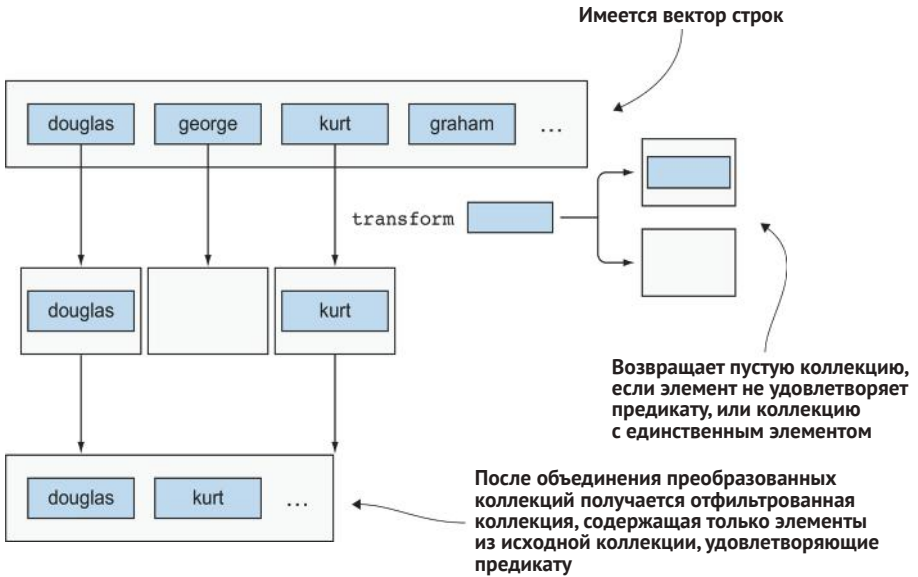 Имеется вектор строк
douglas george kurt graham ...
transform
douglas kurt
Возвращает пустую коллекцию,
если элемент не удовлетворяет
предикату, или коллекцию
с единственным элементом
douglas kurt ...
После объединения преобразованных
коллекций получается отфильтрованная
коллекция, содержащая только элементы
из исходной коллекции, удовлетворяющие
предикату